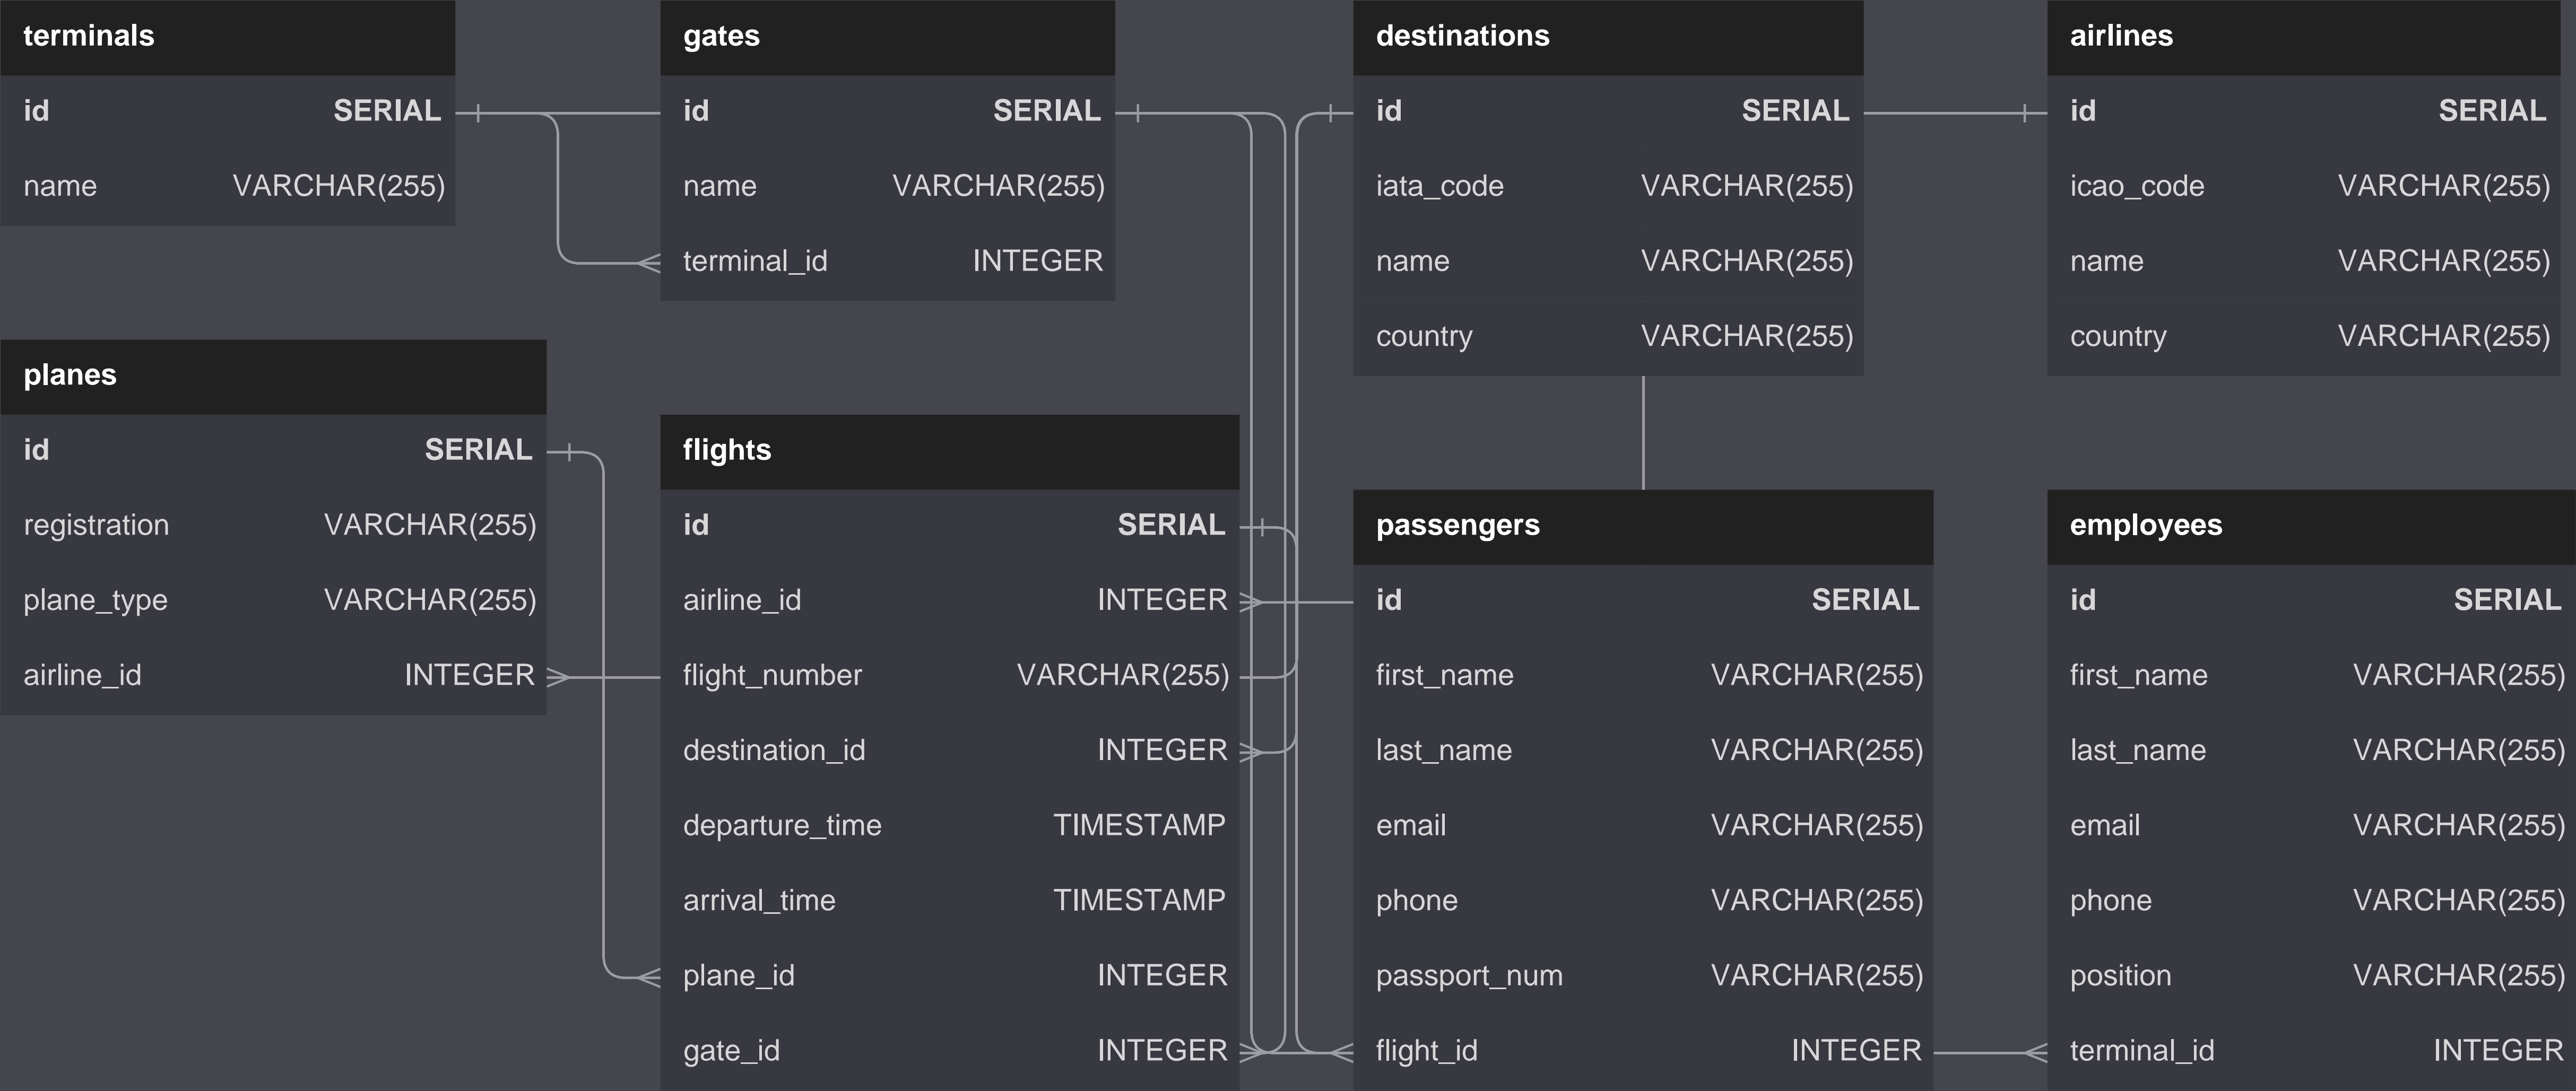 terminals
id SERIAL
name VARCHAR(255)
gates
id SERIAL
name VARCHAR(255)
terminal_id INTEGER
destinations
id SERIAL
iata_code VARCHAR(255)
name VARCHAR(255)
country VARCHAR(255)
airlines
id SERIAL
icao_code VARCHAR(255)
name VARCHAR(255)
country VARCHAR(255)
planes
id SERIAL
registration VARCHAR(255)
plane_type VARCHAR(255)
airline_id INTEGER
flights
id SERIAL
airline_id INTEGER
flight_number VARCHAR(255)
destination_id INTEGER
departure_time TIMESTAMP
arrival_time TIMESTAMP
plane_id INTEGER
gate_id INTEGER
passengers
id SERIAL
first_name VARCHAR(255)
last_name VARCHAR(255)
email VARCHAR(255)
phone VARCHAR(255)
passport_num VARCHAR(255)
flight_id INTEGER
employees
id SERIAL
first_name VARCHAR(255)
last_name VARCHAR(255)
email VARCHAR(255)
phone VARCHAR(255)
position VARCHAR(255)
terminal_id INTEGER